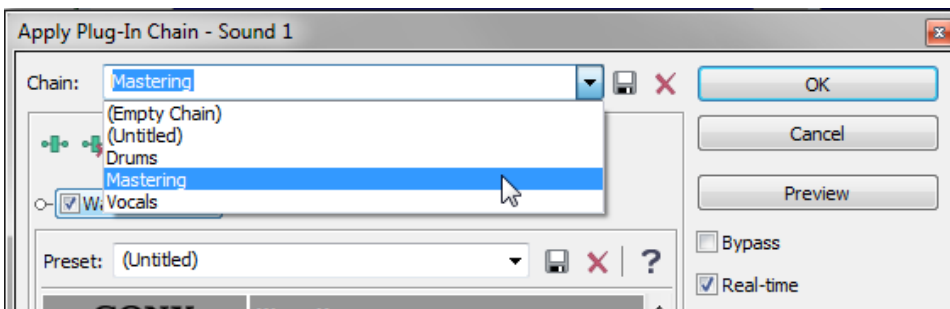 Apply Plug-In Chain - Sound 1
Chain: Mastering
OK
(Empty Chain)
(Untitled)
Drums
Mastering
Vocals
Cancel
Preview
Preset: (Untitled)
?
Bypass
Real-time